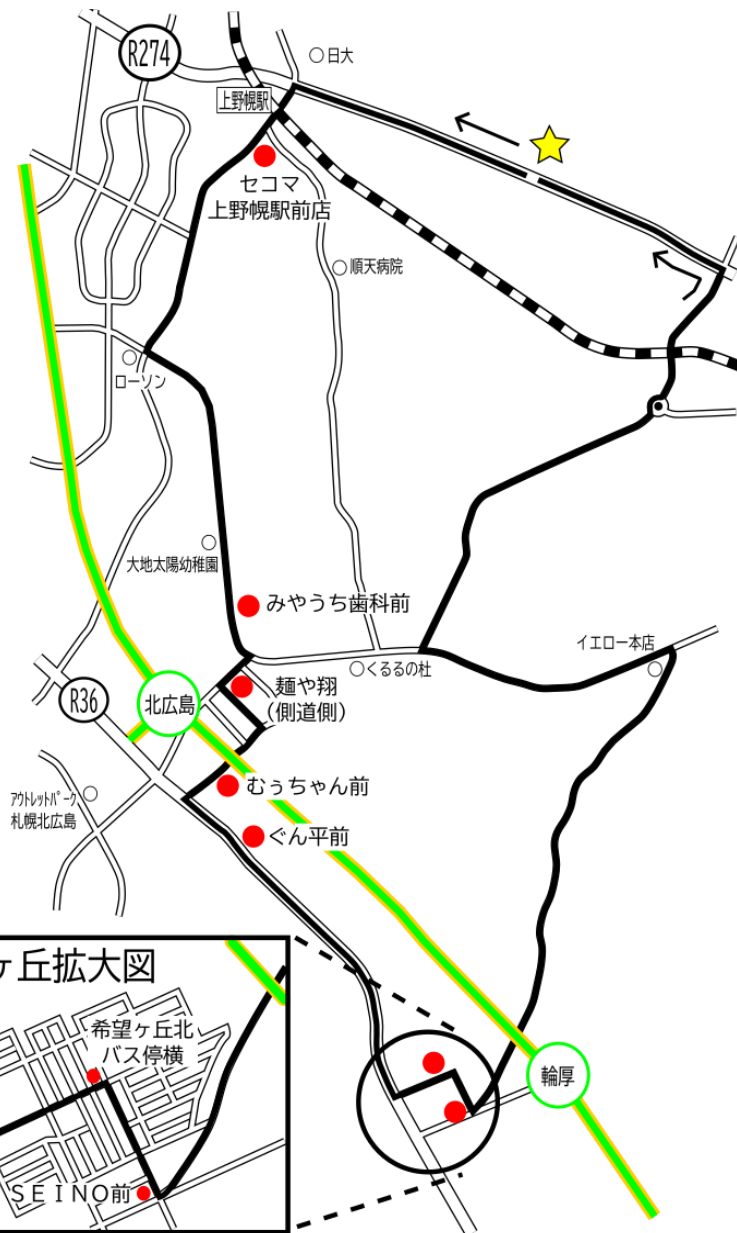 R274
日大
上野幌駅
セコマ
上野幌駅前店
順天病院
ローソン
大地太陽幼稚園
みやうち歯科前
イエロー本店
くるるの杜
麺や翔
（側道側）
R36
北広島
むぅちゃん前
アウトレットパーク
札幌北広島
ぐん平前
輪厚
ヶ丘拡大図
希望ヶ丘北
バス停横
ＳＥＩＮＯ前